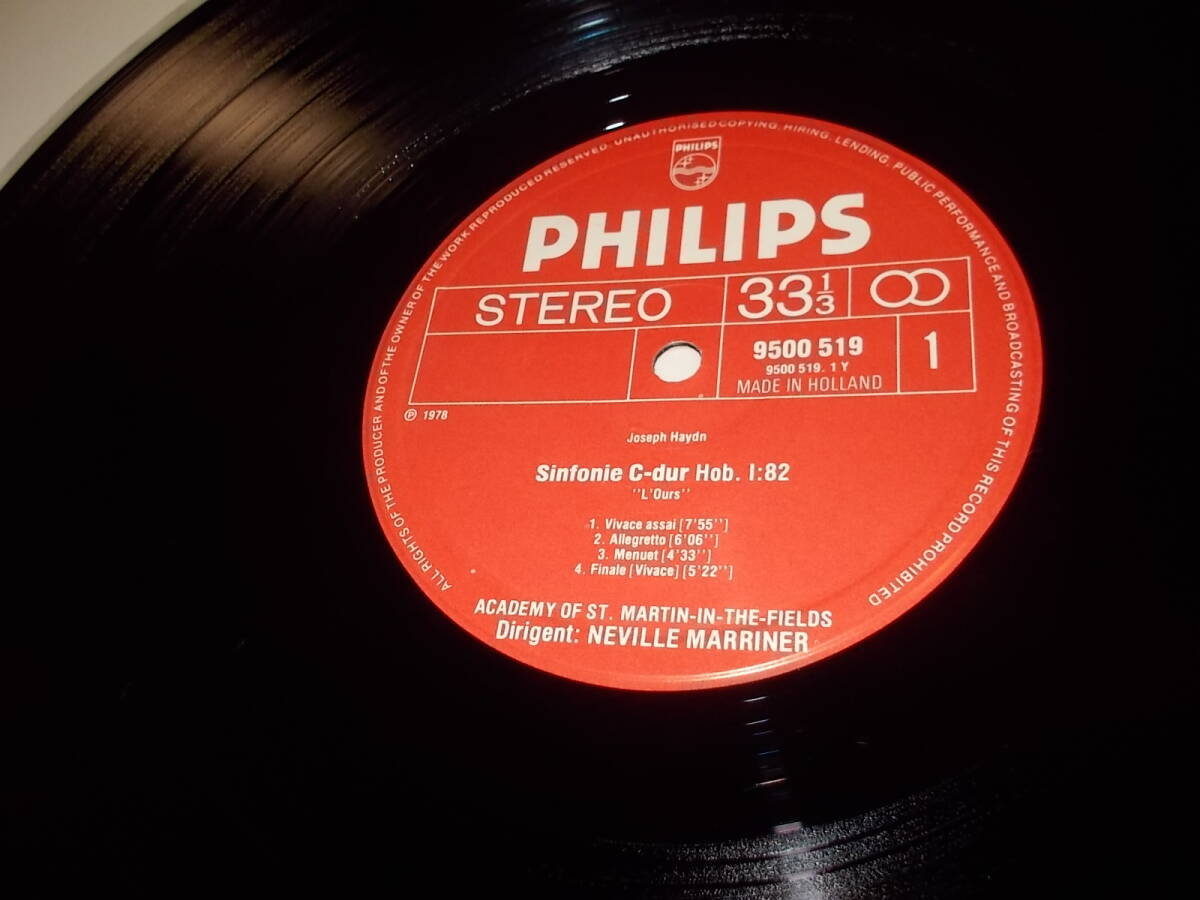 ALL RIGHTS OF THE PRODUCER AND OF THE OWNER OF THE WORK REPRODUCED RESERVED. UNAUTHORISED COPYING, HIRING, LENDING, PUBLIC PERFORMANCE AND BROADCASTING OF THIS RECORD PROHIBITED
PHILIPS
PHILIPS
STEREO
33 1/3
9500 519
9500 519. 1 Y
MADE IN HOLLAND
1
Ⓟ 1978
Joseph Haydn
Sinfonie C-dur Hob. I:82
"L'Ours"
1. Vivace assai [7'55'']
2. Allegretto [6'06'']
3. Menuet [4'33'']
4. Finale [Vivace] [5'22'']
ACADEMY OF ST. MARTIN-IN-THE-FIELDS
Dirigent: NEVILLE MARRINER